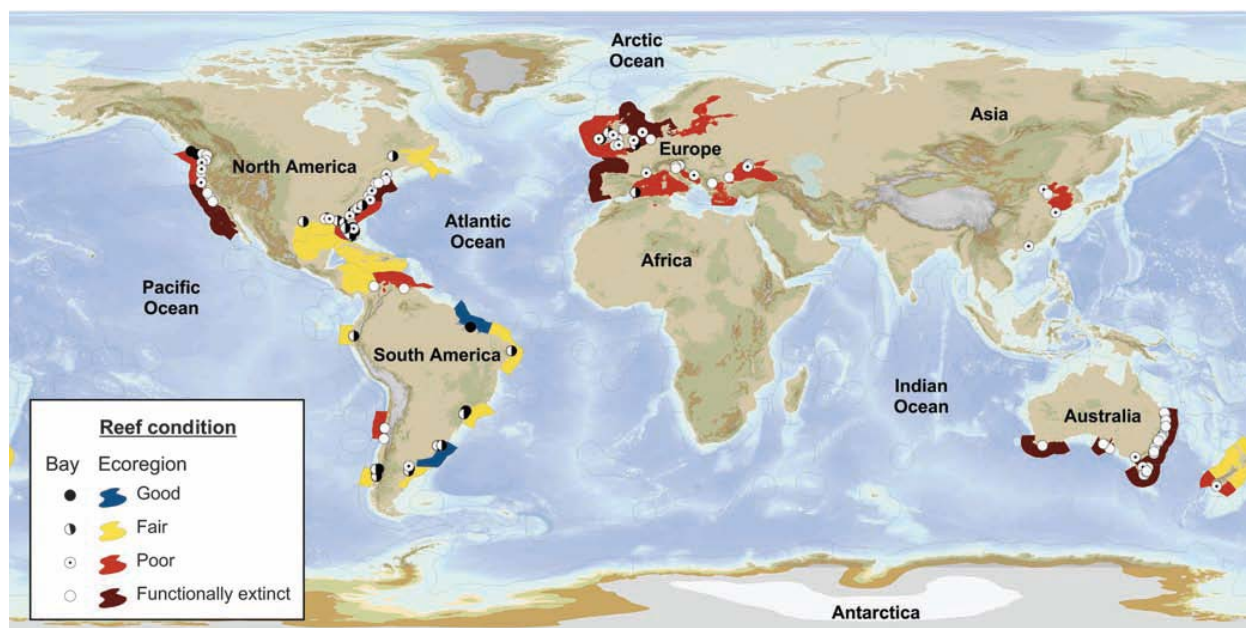 Arctic
Ocean
Asia
North America
Europe
Atlantic
Ocean
Africa
Pacific
Ocean
South America
Indian
Ocean
Australia
Reef condition
Bay Ecoregion
Good
Fair
Poor
Functionally extinct
Antarctica